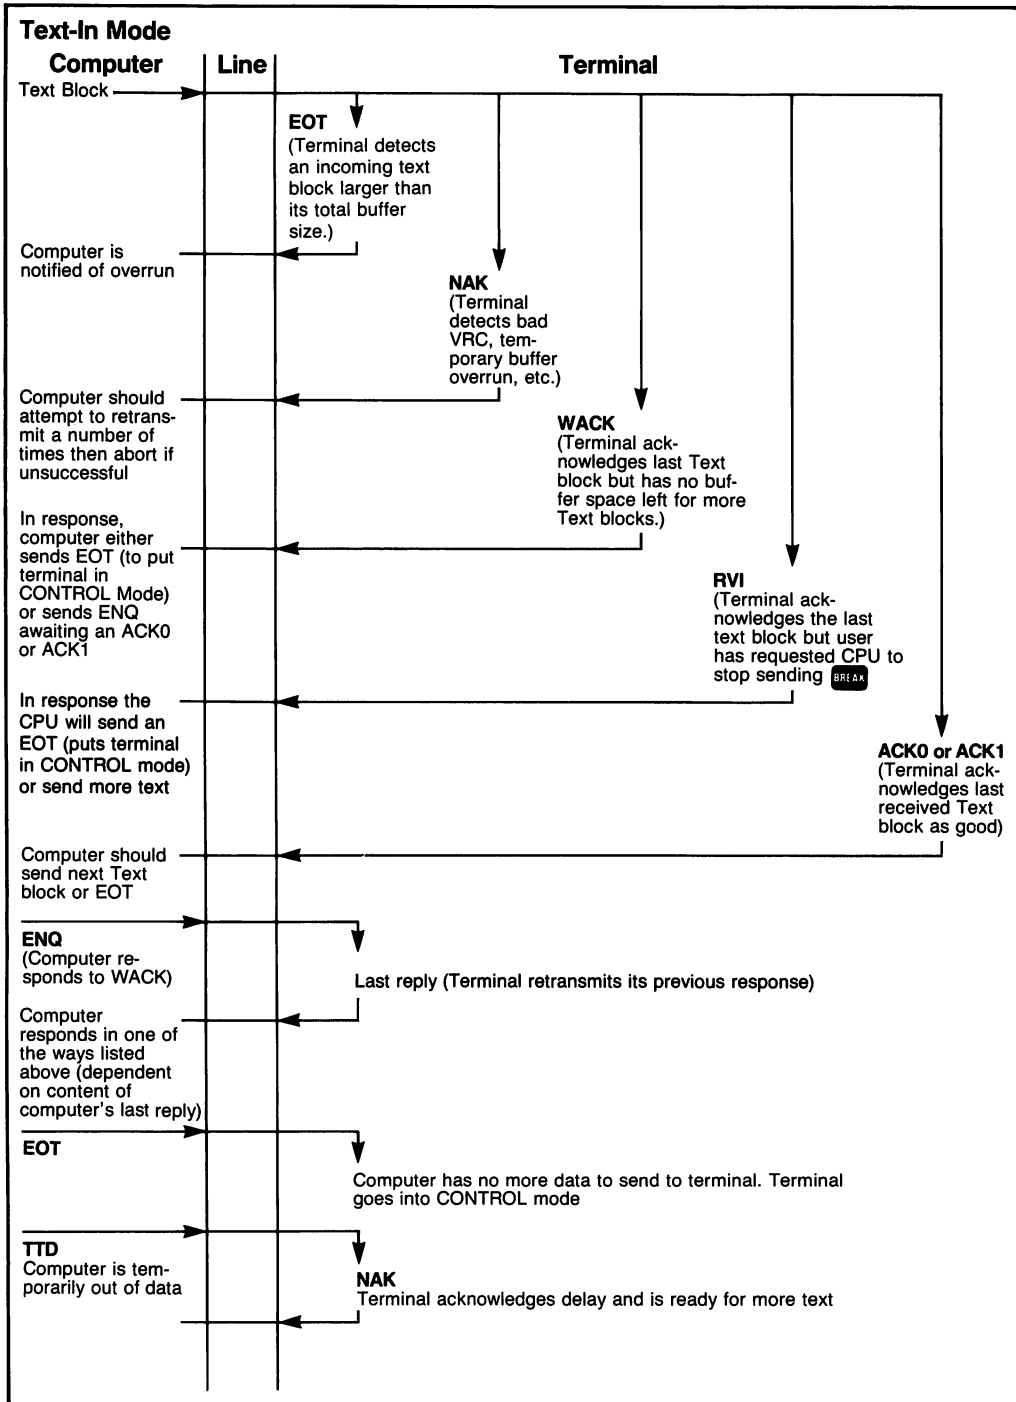 Text-In Mode
Computer
Line
Terminal
Text Block
EOT
(Terminal detects
an incoming text
block larger than
its total buffer
size.)
Computer is
notified of overrun
NAK
(Terminal
detects bad
VRC, tem-
porary buffer
overrun, etc.)
Computer should
attempt to retrans-
mit a number of
times then abort if
unsuccessful
WACK
(Terminal ack-
nowledges last Text
block but has no buf-
fer space left for more
Text blocks.)
In response,
computer either
sends EOT (to put
terminal in
CONTROL Mode)
or sends ENQ
awaiting an ACK0
or ACK1
RVI
(Terminal ack-
nowledges the last
text block but user
has requested CPU to
stop sending BREAK
In response the
CPU will send an
EOT (puts terminal
in CONTROL mode)
or send more text
ACK0 or ACK1
(Terminal ack-
nowledges last
received Text
block as good)
Computer should
send next Text
block or EOT
ENQ
(Computer re-
sponds to WACK)
Last reply (Terminal retransmits its previous response)
Computer
responds in one of
the ways listed
above (dependent
on content of
computer's last reply)
EOT
Computer has no more data to send to terminal. Terminal
goes into CONTROL mode
TTD
Computer is tem-
porarily out of data
NAK
Terminal acknowledges delay and is ready for more text